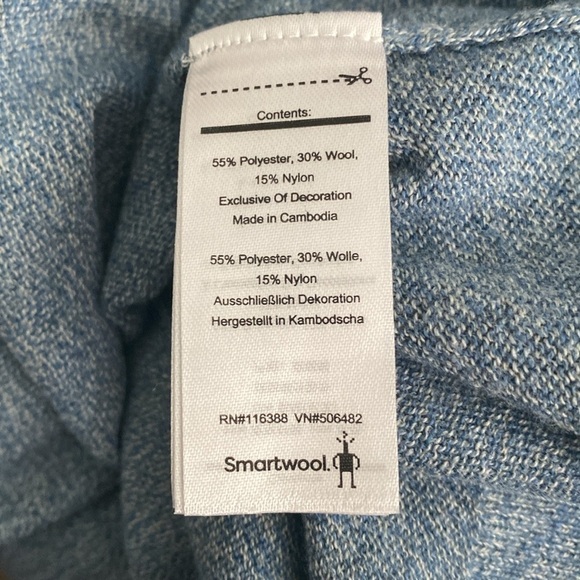 Contents:
55% Polyester, 30% Wool,
15% Nylon
Exclusive Of Decoration
Made in Cambodia
55% Polyester, 30% Wolle,
15% Nylon
Ausschließlich Dekoration
Hergestellt in Kambodscha
RN#116388 VN#506482
Smartwool.